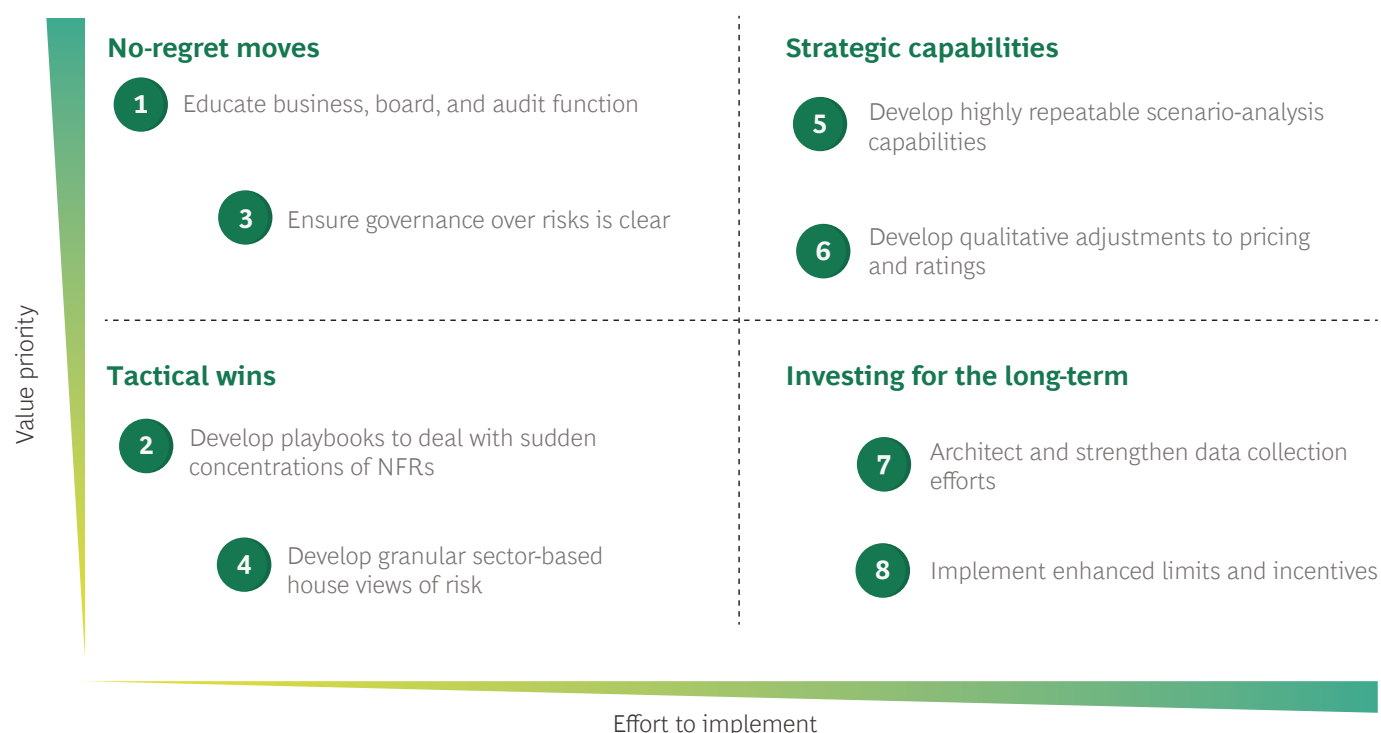 No-regret moves
1
Educate business, board, and audit function
3
Ensure governance over risks is clear
Strategic capabilities
5
Develop highly repeatable scenario-analysis
capabilities
6
Develop qualitative adjustments to pricing
and ratings
Value priority
Tactical wins
2
Develop playbooks to deal with sudden
concentrations of NFRs
4
Develop granular sector-based
house views of risk
Investing for the long-term
7
Architect and strengthen data collection
efforts
8
Implement enhanced limits and incentives
Effort to implement